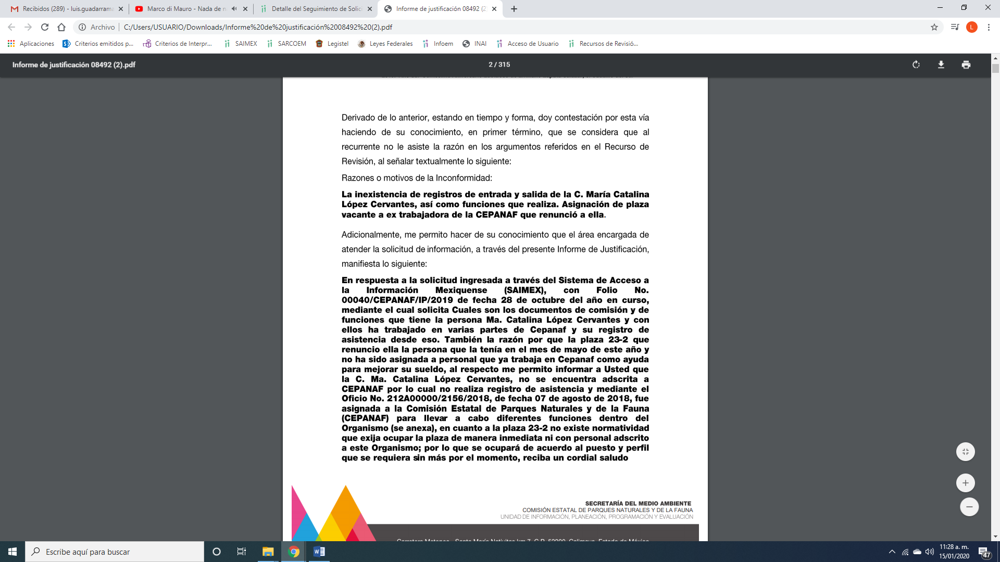 Recibidos (289) - luis.guadarrama
Marco di Mauro - Nada de n
Detalle del Seguimiento de Solici
Informe de justificación 08492 (2
Archivo
C:/Users/USUARIO/Downloads/Informe%20de%20justificación%2008492%20(2).pdf
L
Aplicaciones
Criterios emitidos p...
Criterios de Interpr...
SAIMEX
SARCOEM
Legistel
Leyes Federales
Infoem
INAI
Acceso de Usuario
Recursos de Revisió...
Informe de justificación 08492 (2).pdf
2 / 315
Derivado de lo anterior, estando en tiempo y forma, doy contestación por esta vía
haciendo de su conocimiento, en primer término, que se considera que al
recurrente no le asiste la razón en los argumentos referidos en el Recurso de
Revisión, al señalar textualmente lo siguiente:
Razones o motivos de la Inconformidad:
La inexistencia de registros de entrada y salida de la C. María Catalina
López Cervantes, así como funciones que realiza. Asignación de plaza
vacante a ex trabajadora de la CEPANAF que renunció a ella.
Adicionalmente, me permito hacer de su conocimiento que el área encargada de
atender la solicitud de información, a través del presente Informe de Justificación,
manifiesta lo siguiente:
En respuesta a la solicitud ingresada a través del Sistema de Acceso a
la Información Mexiquense (SAIMEX), con Folio No.
00040/CEPANAF/IP/2019 de fecha 28 de octubre del año en curso,
mediante el cual solicita Cuales son los documentos de comisión y de
funciones que tiene la persona Ma. Catalina López Cervantes y con
ellos ha trabajado en varias partes de Cepanaf y su registro de
asistencia desde eso. También la razón por que la plaza 23-2 que
renuncio ella la persona que la tenía en el mes de mayo de este año y
no ha sido asignada a personal que ya trabaja en Cepanaf como ayuda
para mejorar su sueldo, al respecto me permito informar a Usted que
la C. Ma. Catalina López Cervantes, no se encuentra adscrita a
CEPANAF por lo cual no realiza registro de asistencia y mediante el
Oficio No. 212A00000/2156/2018, de fecha 07 de agosto de 2018, fue
asignada a la Comisión Estatal de Parques Naturales y de la Fauna
(CEPANAF) para llevar a cabo diferentes funciones dentro del
Organismo (se anexa), en cuanto a la plaza 23-2 no existe normatividad
que exija ocupar la plaza de manera inmediata ni con personal adscrito
a este Organismo; por lo que se ocupará de acuerdo al puesto y perfil
que se requiera sin más por el momento, reciba un cordial saludo
SECRETARÍA DEL MEDIO AMBIENTE
COMISIÓN ESTATAL DE PARQUES NATURALES Y DE LA FAUNA
UNIDAD DE INFORMACIÓN, PLANEACIÓN, PROGRAMACIÓN Y EVALUACIÓN
Escribe aquí para buscar
11:28 a. m.
15/01/2020
47